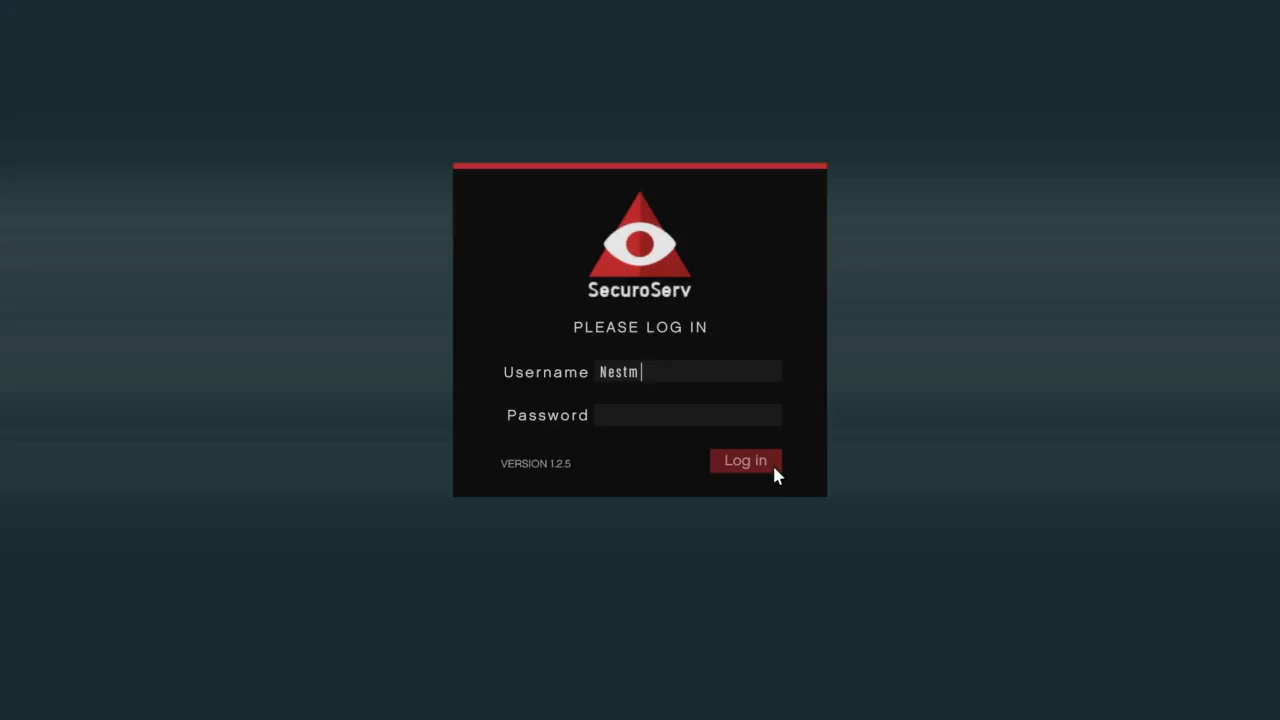 SecuroServ
PLEASE LOG IN
Username Nestm
Password
VERSION 1.2.5 Log in